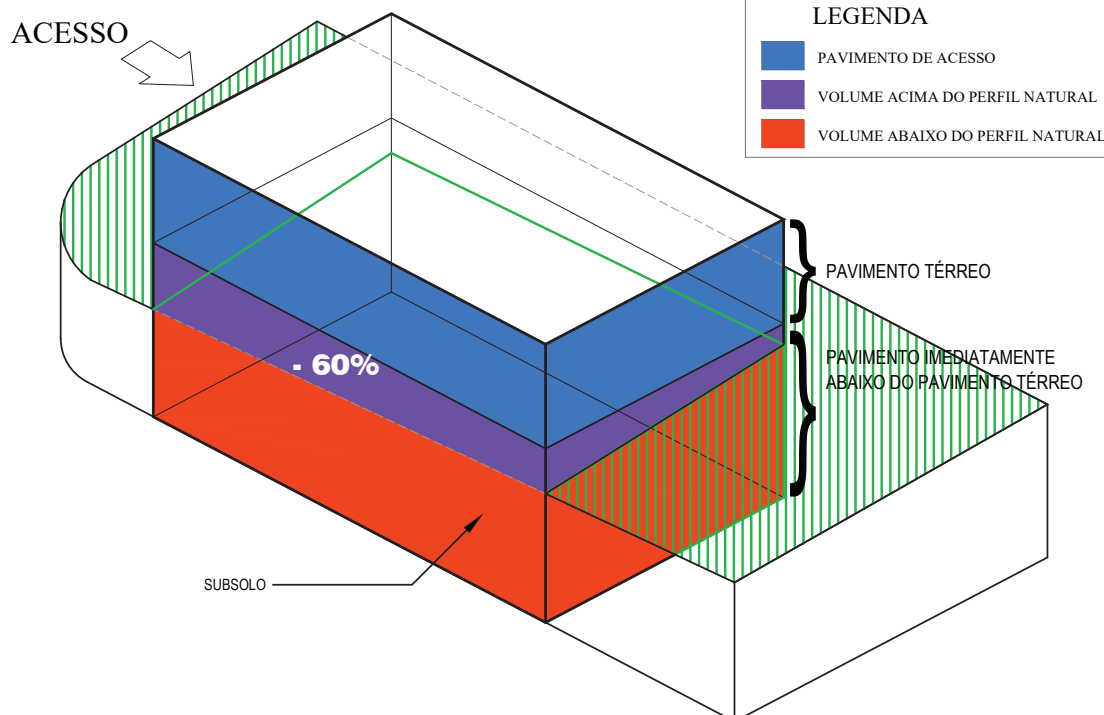 ACESSO
LEGENDA
PAVIMENTO DE ACESSO
VOLUME ACIMA DO PERFIL NATURAL
VOLUME ABAIXO DO PERFIL NATURAL
PAVIMENTO TÉRREO
PAVIMENTO IMEDIATAMENTE
ABAIXO DO PAVIMENTO TÉRREO
- 60%
SUBSOLO